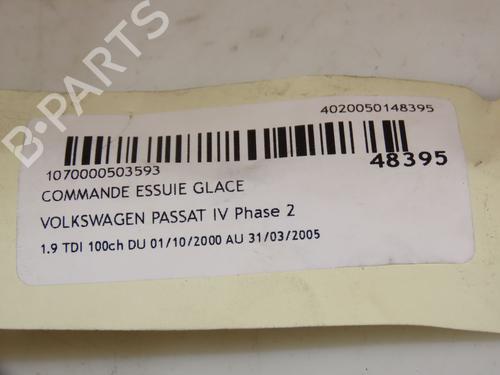 B-PARTS
4020050148395
1070000503593
48395
COMMANDE ESSUIE GLACE
VOLKSWAGEN PASSAT IV Phase 2
1.9 TDI 100ch DU 01/10/2000 AU 31/03/2005